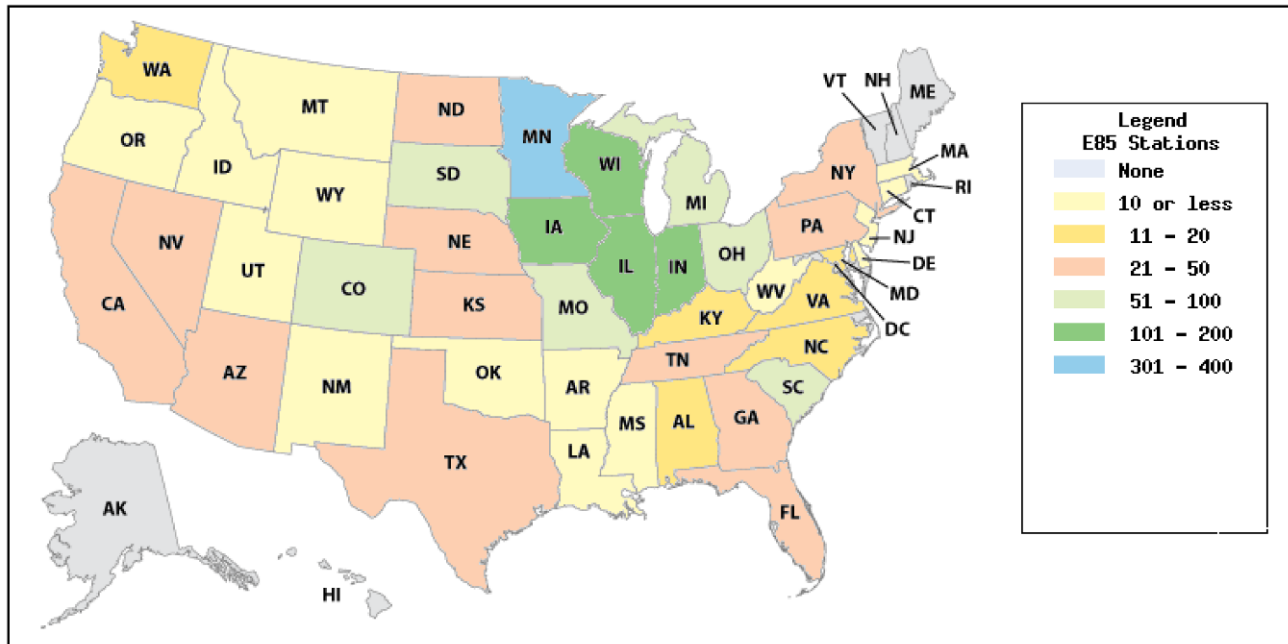 WA
MT
ND
MN
OR
ID
WY
SD
WI
MI
VT
NH
ME
NY
MA
RI
CT
NJ
PA
DE
MD
DC
NV
CA
UT
CO
NE
KS
IA
IL
IN
OH
WV
VA
MO
KY
NC
TN
SC
AZ
NM
OK
AR
TX
LA
MS
AL
GA
FL
AK
HI
Legend
E85 Stations
None
10 or less
11 - 20
21 - 50
51 - 100
101 - 200
301 - 400